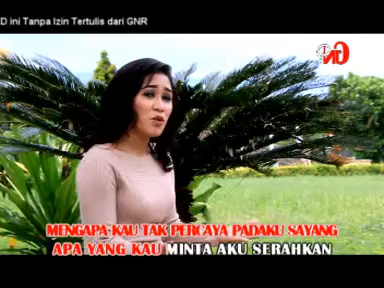 D ini Tanpa Izin Tertulis dari GNR
MENGAPA KAU TAK PERCAYA PADAKU SAYANG
APA YANG KAU MINTA AKU SERAHKAN